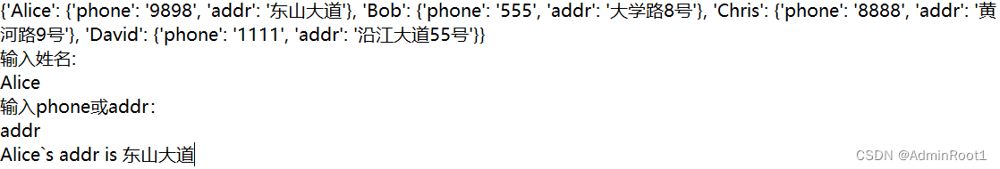 {'Alice': {'phone': '9898', 'addr': '东山大道'}, 'Bob': {'phone': '555', 'addr': '大学路8号'}, 'Chris': {'phone': '8888', 'addr': '黄
河路9号'}, 'David': {'phone': '1111', 'addr': '沿江大道55号'}}
输入姓名:
Alice
输入phone或addr:
addr
Alice`s addr is 东山大道
CSDN @AdminRoot1